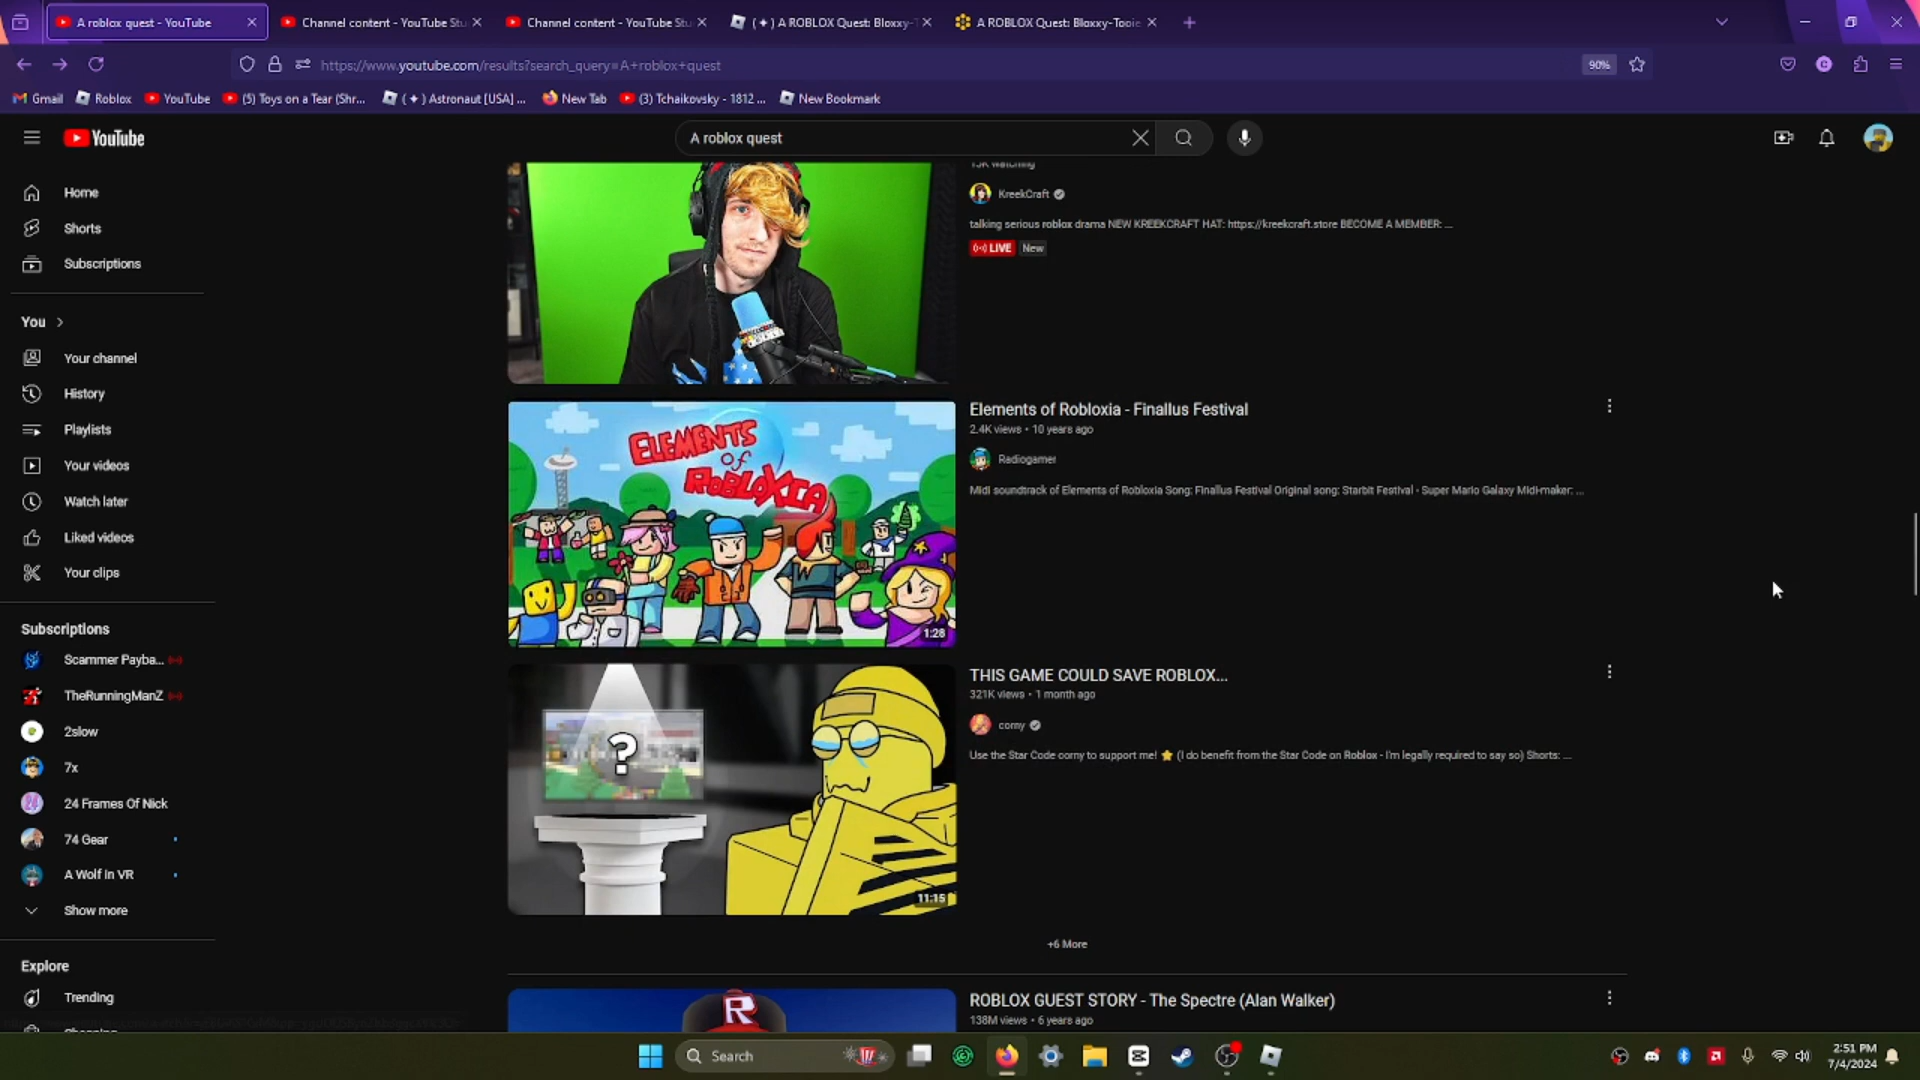 A roblox quest - YouTube
Channel content - YouTube Stu
Channel content - YouTube Stu
( ✦ ) A ROBLOX Quest: Bloxxy-T
A ROBLOX Quest: Bloxxy-Tooie
https://www.youtube.com/results?search_query=A+roblox+quest
90%
Gmail
Roblox
YouTube
(5) Toys on a Tear (Shr...
( ✦ ) Astronaut [USA] ...
New Tab
(3) Tchaikovsky - 1812 ...
New Bookmark
YouTube
A roblox quest
Home
Shorts
Subscriptions
You
Your channel
History
Playlists
Your videos
Watch later
Liked videos
Your clips
Subscriptions
Scammer Payba...
TheRunningManZ
2slow
7x
24 Frames Of Nick
74 Gear
A Wolf in VR
Show more
Explore
Trending
15K watching
KreekCraft
talking serious roblox drama NEW KREEKCRAFT HAT: https://kreekcraft.store BECOME A MEMBER: ...
LIVE New
ELEMENTS
of
ROBLOXIA
1:28
Elements of Robloxia - Finallus Festival
2.4K views • 10 years ago
Radiogamer
Midi soundtrack of Elements of Robloxia Song: Finallus Festival Original song: Starbit Festival - Super Mario Galaxy Midi-maker: ...
?
11:15
THIS GAME COULD SAVE ROBLOX...
321K views • 1 month ago
corny
Use the Star Code corny to support me! ⭐ (I do benefit from the Star Code on Roblox - I'm legally required to say so) Shorts: ...
+6 More
R
ROBLOX GUEST STORY - The Spectre (Alan Walker)
138M views • 6 years ago
Search
2:51 PM
7/4/2024